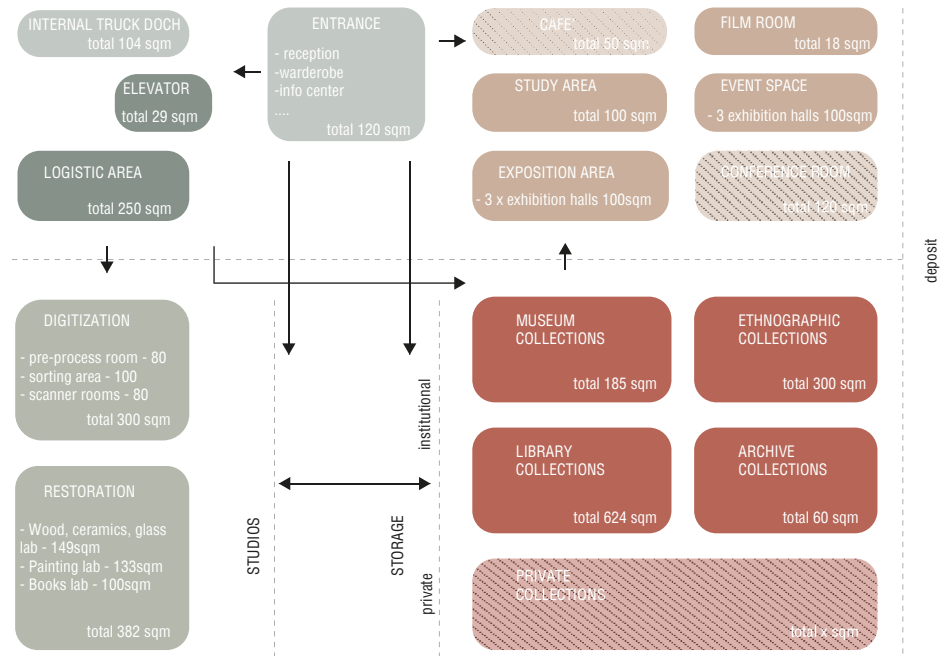 INTERNAL TRUCK DOCH
total 104 sqm
ELEVATOR
total 29 sqm
LOGISTIC AREA
total 250 sqm
ENTRANCE
- reception
-warderobe
-info center
....
total 120 sqm
CAFE'
total 50 sqm
FILM ROOM
total 18 sqm
STUDY AREA
total 100 sqm
EVENT SPACE
- 3 exhibition halls 100sqm
EXPOSITION AREA
- 3 x exhibition halls 100sqm
CONFERENCE ROOM
total 120 sqm
deposit
DIGITIZATION
- pre-process room - 80
- sorting area - 100
- scanner rooms - 80
total 300 sqm
RESTORATION
- Wood, ceramics, glass
lab - 149sqm
- Painting lab - 133sqm
- Books lab - 100sqm
total 382 sqm
STUDIOS
STORAGE
institutional
private
MUSEUM
COLLECTIONS
total 185 sqm
ETHNOGRAPHIC
COLLECTIONS
total 300 sqm
LIBRARY
COLLECTIONS
total 624 sqm
ARCHIVE
COLLECTIONS
total 60 sqm
PRIVATE
COLLECTIONS
total x sqm